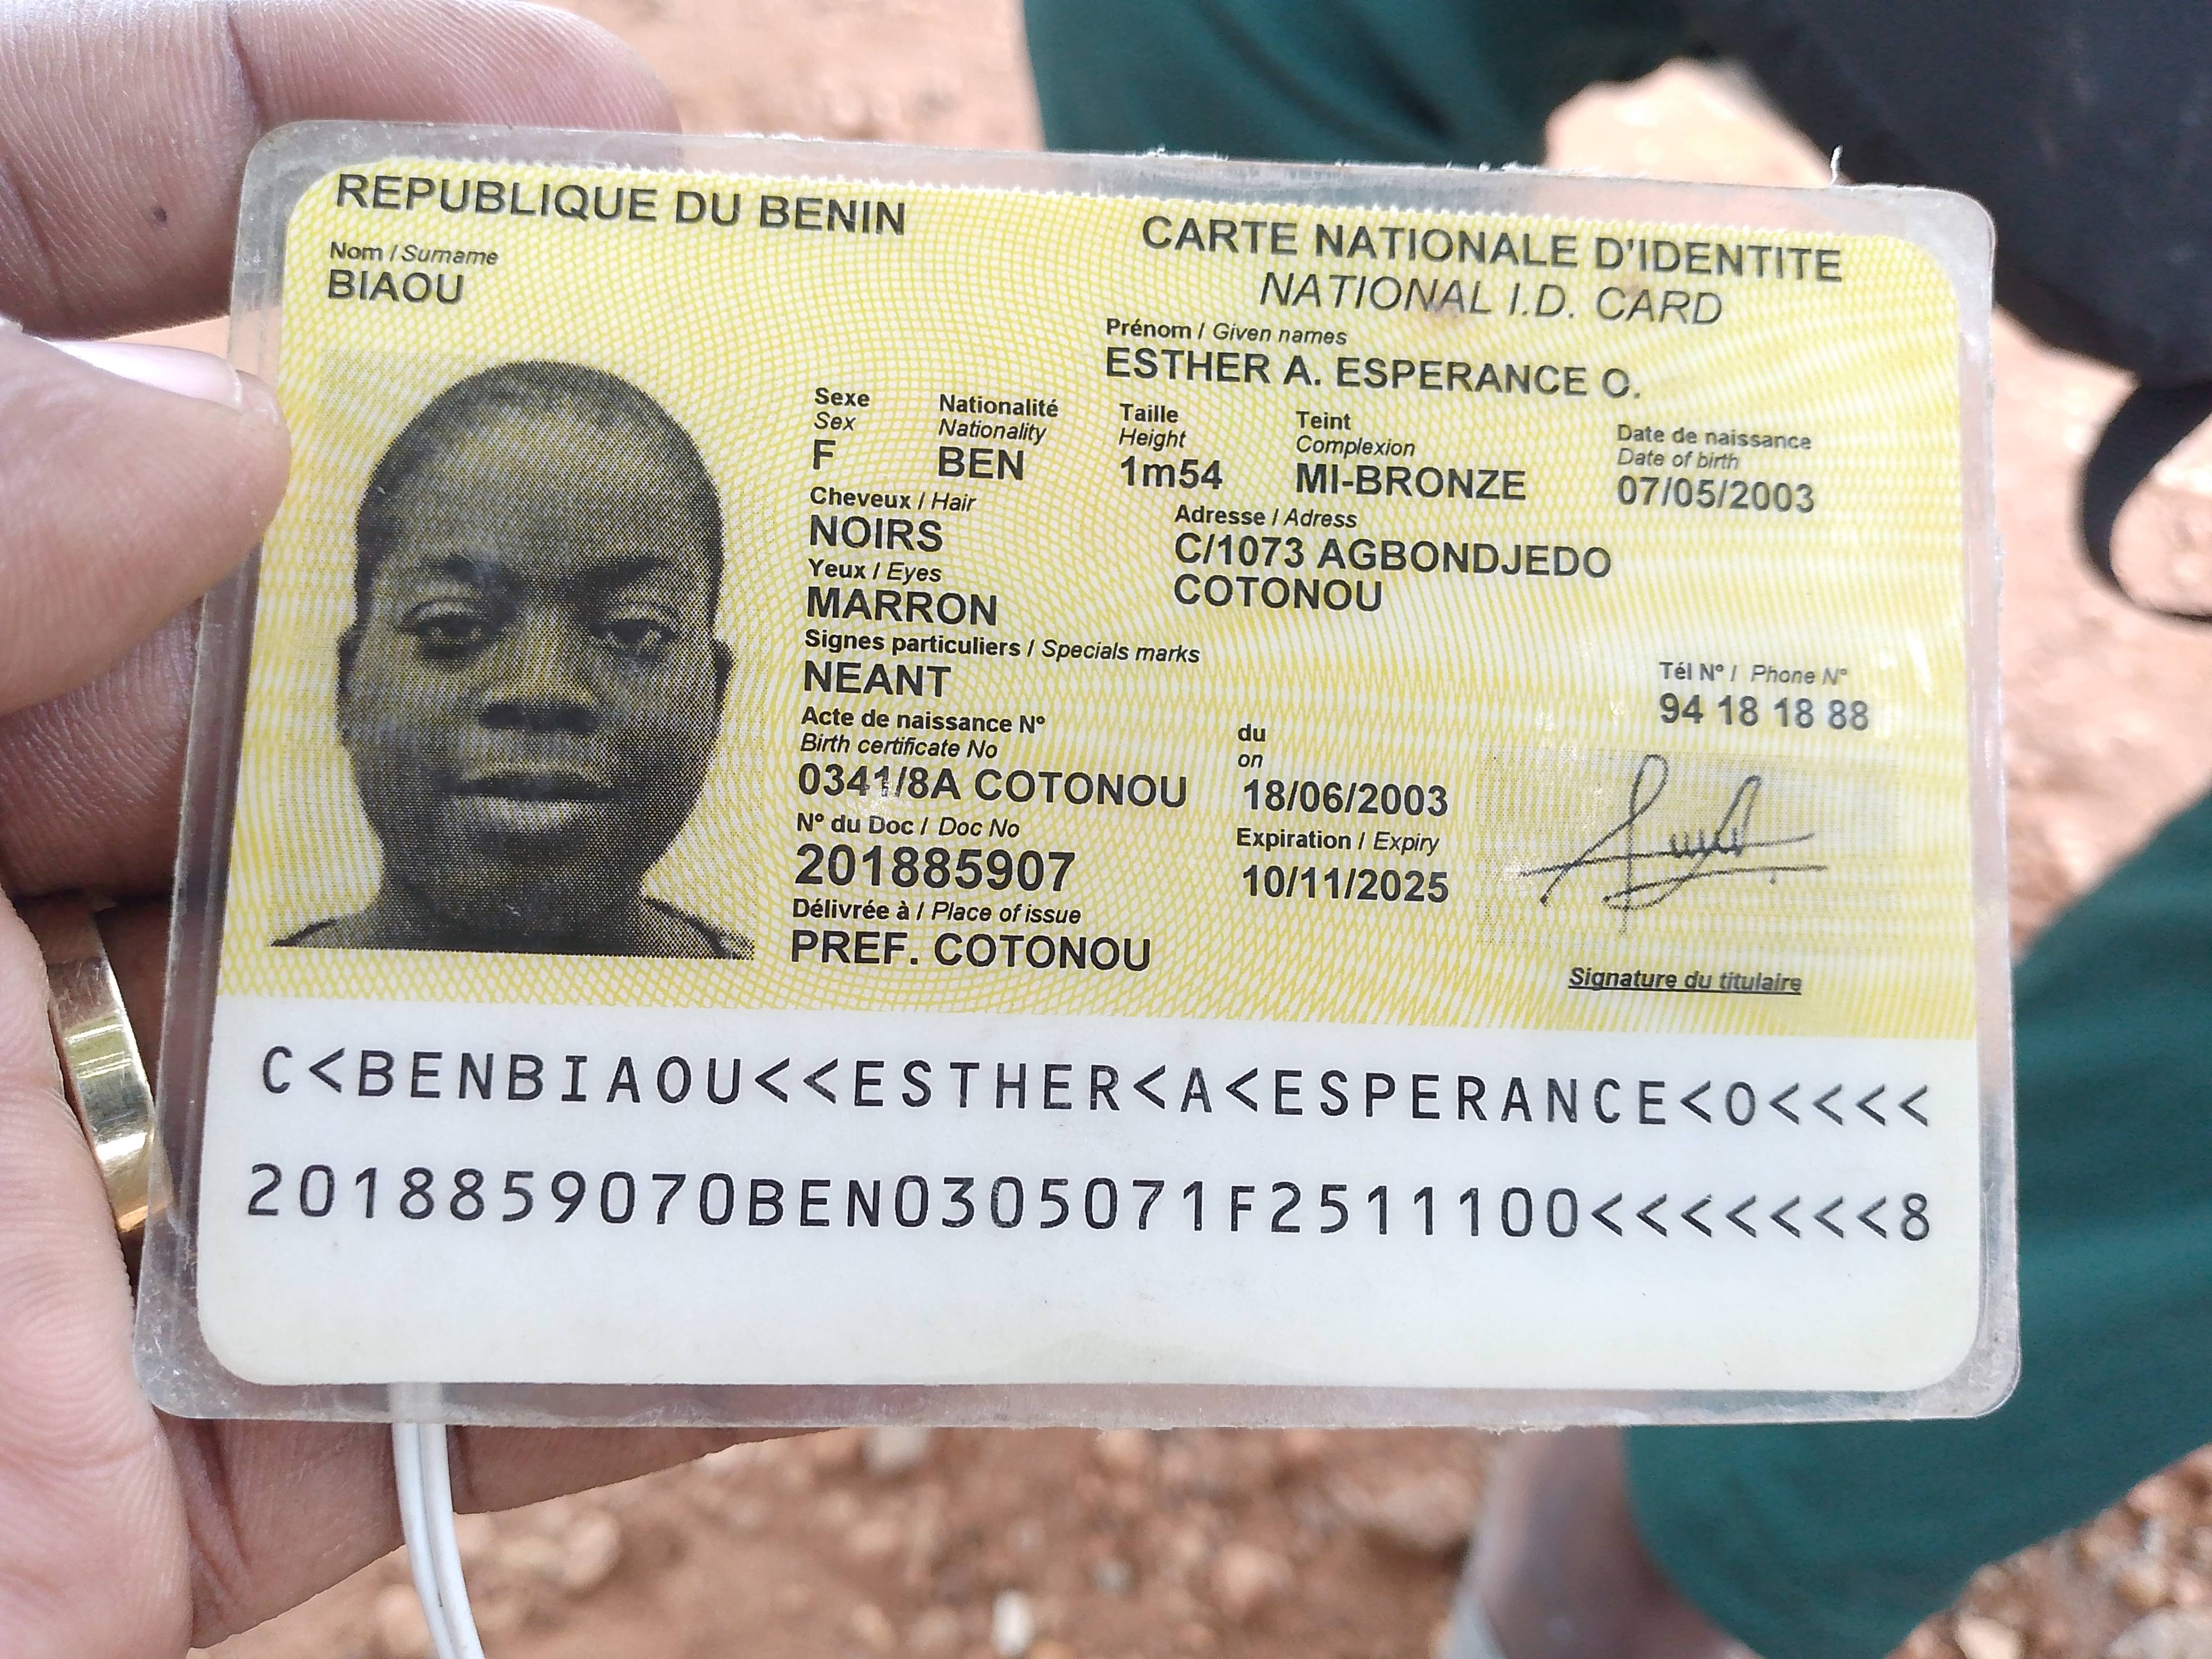 REPUBLIQUE DU BENIN
CARTE NATIONALE D'IDENTITE
NATIONAL I.D. CARD
Nom / Surname
BIAOU
Prénom / Given names
ESTHER A. ESPERANCE O.
Sexe
Sex
F
Nationalité
Nationality
BEN
Taille
Height
1m54
Teint
Complexion
MI-BRONZE
Date de naissance
Date of birth
07/05/2003
Cheveux / Hair
NOIRS
Adresse / Adress
C/1073 AGBONDJEDO
COTONOU
Yeux / Eyes
MARRON
Signes particuliers / Specials marks
NEANT
Tél N° / Phone N°
94 18 18 88
Acte de naissance N°
Birth certificate No
0341/8A COTONOU
du
on
18/06/2003
N° du Doc / Doc No
201885907
Expiration / Expiry
10/11/2025
Délivrée à / Place of issue
PREF. COTONOU
Signature du titulaire
C<BENBIAOU<<ESTHER<A<ESPERANCE<O<<<<
2018859070BEN0305071F2511100<<<<<<<8